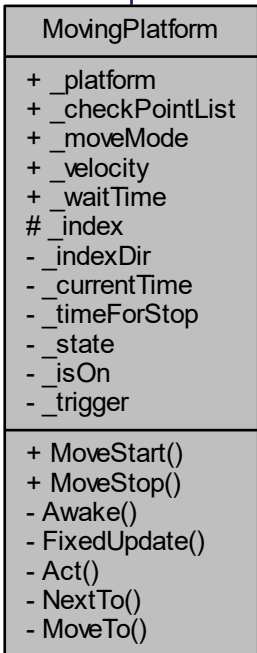 MovingPlatform
+ _platform
+ _checkPointList
+ _moveMode
+ _velocity
+ _waitTime
# _index
- _indexDir
- _currentTime
- _timeForStop
- _state
- _isOn
- _trigger
+ MoveStart()
+ MoveStop()
- Awake()
- FixedUpdate()
- Act()
- NextTo()
- MoveTo()